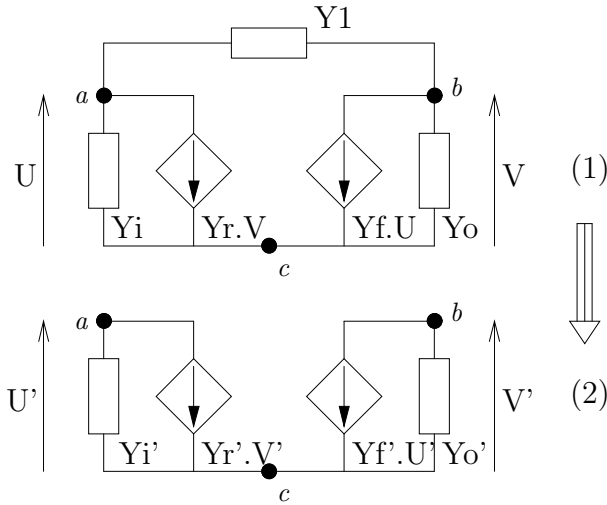 Y1
a
b
U
V
(1)
Yi
Yr.V
Yf.U
Yo
c
a
b
U'
V'
(2)
Yi'
Yr'.V'
Yf'.U'
Yo'
c